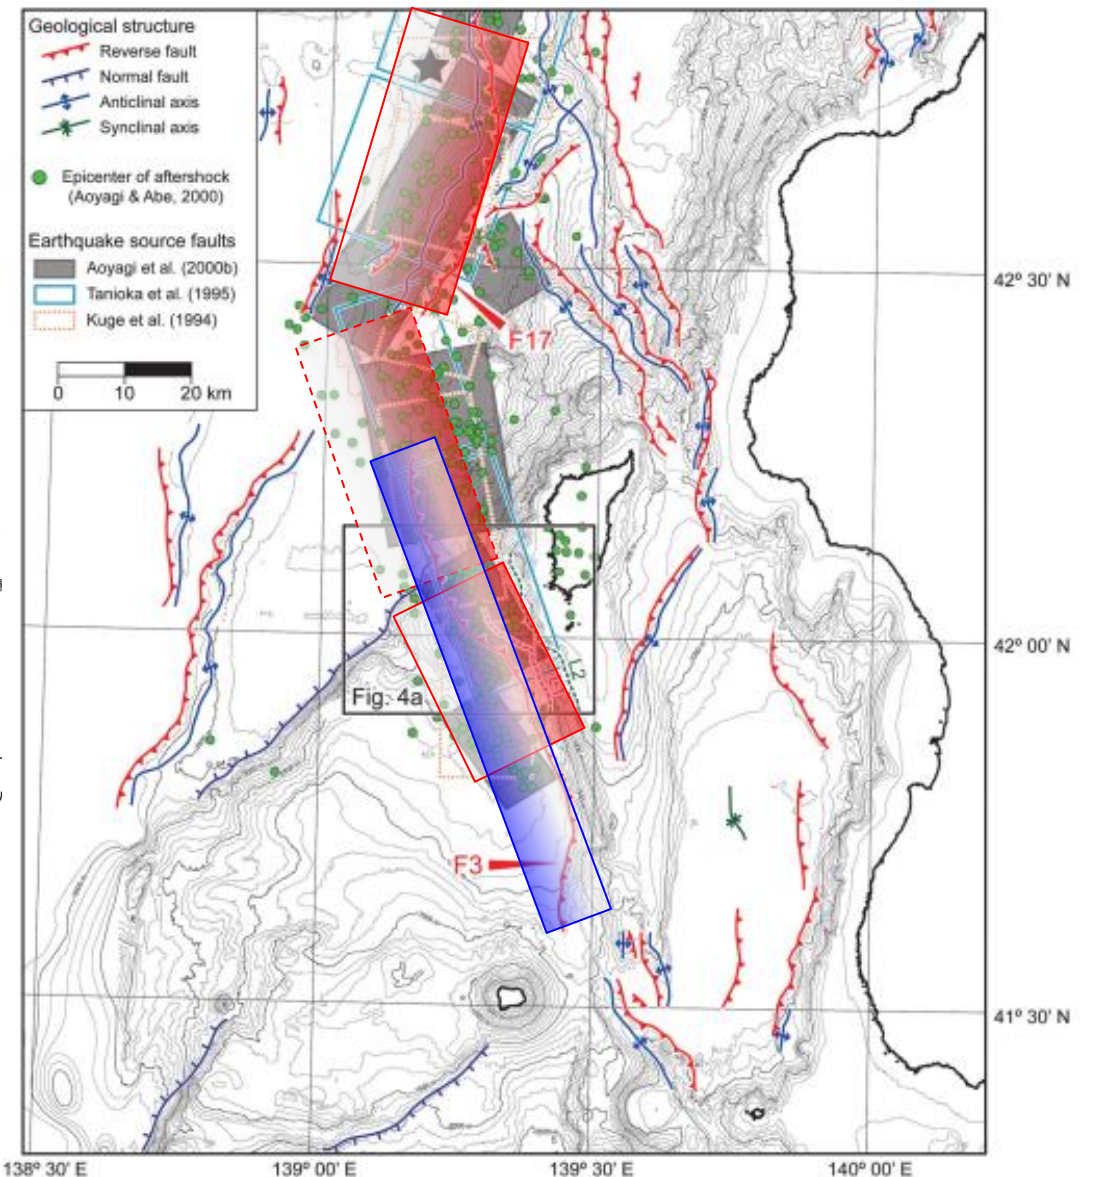 Geological structure
Reverse fault
Normal fault
Anticlinal axis
Synclinal axis
Epicenter of aftershock
(Aoyagi & Abe, 2000)
Earthquake source faults
Aoyagi et al. (2000b)
Tanioka et al. (1995)
Kuge et al. (1994)
0 10 20 km
42° 30' N
F17
42° 00' N
L2
Fig. 4a
F3
41° 30' N
138° 30' E 139° 00' E 139° 30' E 140° 00' E